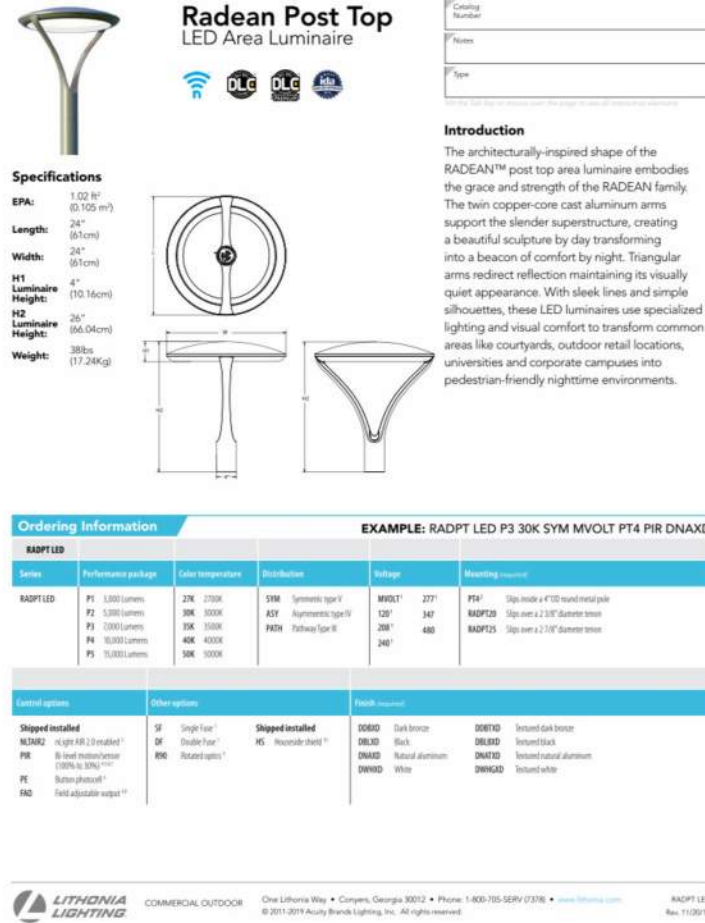 Radean Post Top
LED Area Luminaire
Catalog
Number
Notes
Type
DLC
DLC
PREMIUM
ida
n
Introduction
The architecturally-inspired shape of the
RADEAN™ post top area luminaire embodies
the grace and strength of the RADEAN family.
The twin copper-core cast aluminum arms
support the slender superstructure, creating
a beautiful sculpture by day transforming
into a beacon of comfort by night. Triangular
arms redirect reflection maintaining its visually
quiet appearance. With sleek lines and simple
silhouettes, these LED luminaires use specialized
lighting and visual comfort to transform common
areas like courtyards, outdoor retail locations,
universities and corporate campuses into
pedestrian-friendly nighttime environments.
Specifications
EPA: 1.02 ft²
(0.105 m²)
Length: 24"
(61cm)
Width: 24"
(61cm)
H1
Luminaire
Height: 4"
(10.16cm)
H2
Luminaire
Height: 26"
(66.04cm)
Weight: 38lbs
(17.24Kg)
Ordering Information
EXAMPLE: RADPT LED P3 30K SYM MVOLT PT4 PIR DNAXD
RADPT LED
Series Performance package Color temperature Distribution Voltage Mounting (required)
RADPT LED P1 3,000 Lumens 27K 2700K SYM Symmetric type V MVOLT 277 PT4 Slips inside a 4"OD round metal pole
P2 5,000 Lumens 30K 3000K ASY Asymmentric type IV 120 347 RADPT20 Slips over a 2 3/8" diameter tenon
P3 7,000 Lumens 35K 3500K PATH Pathway Type III 208 480 RADPT25 Slips over a 2 7/8" diameter tenon
P4 10,000 Lumens 40K 4000K 240
P5 15,000 Lumens 50K 5000K
Control options Other options Finish (required)
Shipped installed SF Single Fuse Shipped installed DDBXD Dark bronze DDBTXD Textured dark bronze
NLTAIR2 nLight AIR 2.0 enabled DF Double Fuse HS Houseside shield DBLXD Black DBLBXD Textured black
PIR Bi-level motion/sensor R90 Rotated optics DNAXD Natural aluminum DNATXD Textured natural aluminum
(100% to 30%) DWHXD White DWHGXD Textured white
PE Button photocell
FAO Field adjustable output
LITHONIA
LIGHTING
COMMERCIAL OUTDOOR
One Lithonia Way • Conyers, Georgia 30012 • Phone: 1-800-705-SERV (7378) • www.lithonia.com
© 2011-2019 Acuity Brands Lighting, Inc. All rights reserved.
RADPT LE